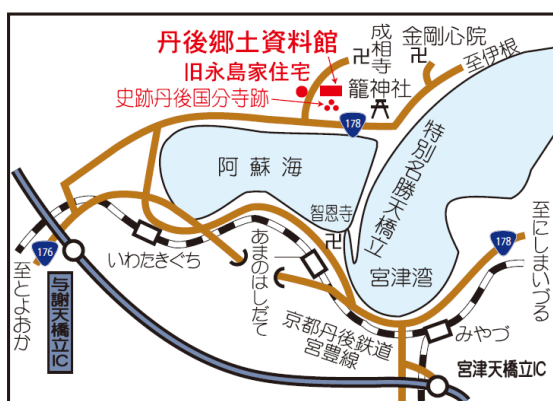 丹後郷土資料館
旧永島家住宅
史跡丹後国分寺跡
成相寺
金剛心院
籠神社
至伊根
178
阿蘇海
特別名勝天橋立
智恩寺
宮津湾
176
至とよおか
与謝天橋立IC
いわたきぐち
あまのはしだて
京都丹後鉄道
宮豊線
178
至にしまいづる
みやづ
宮津天橋立IC